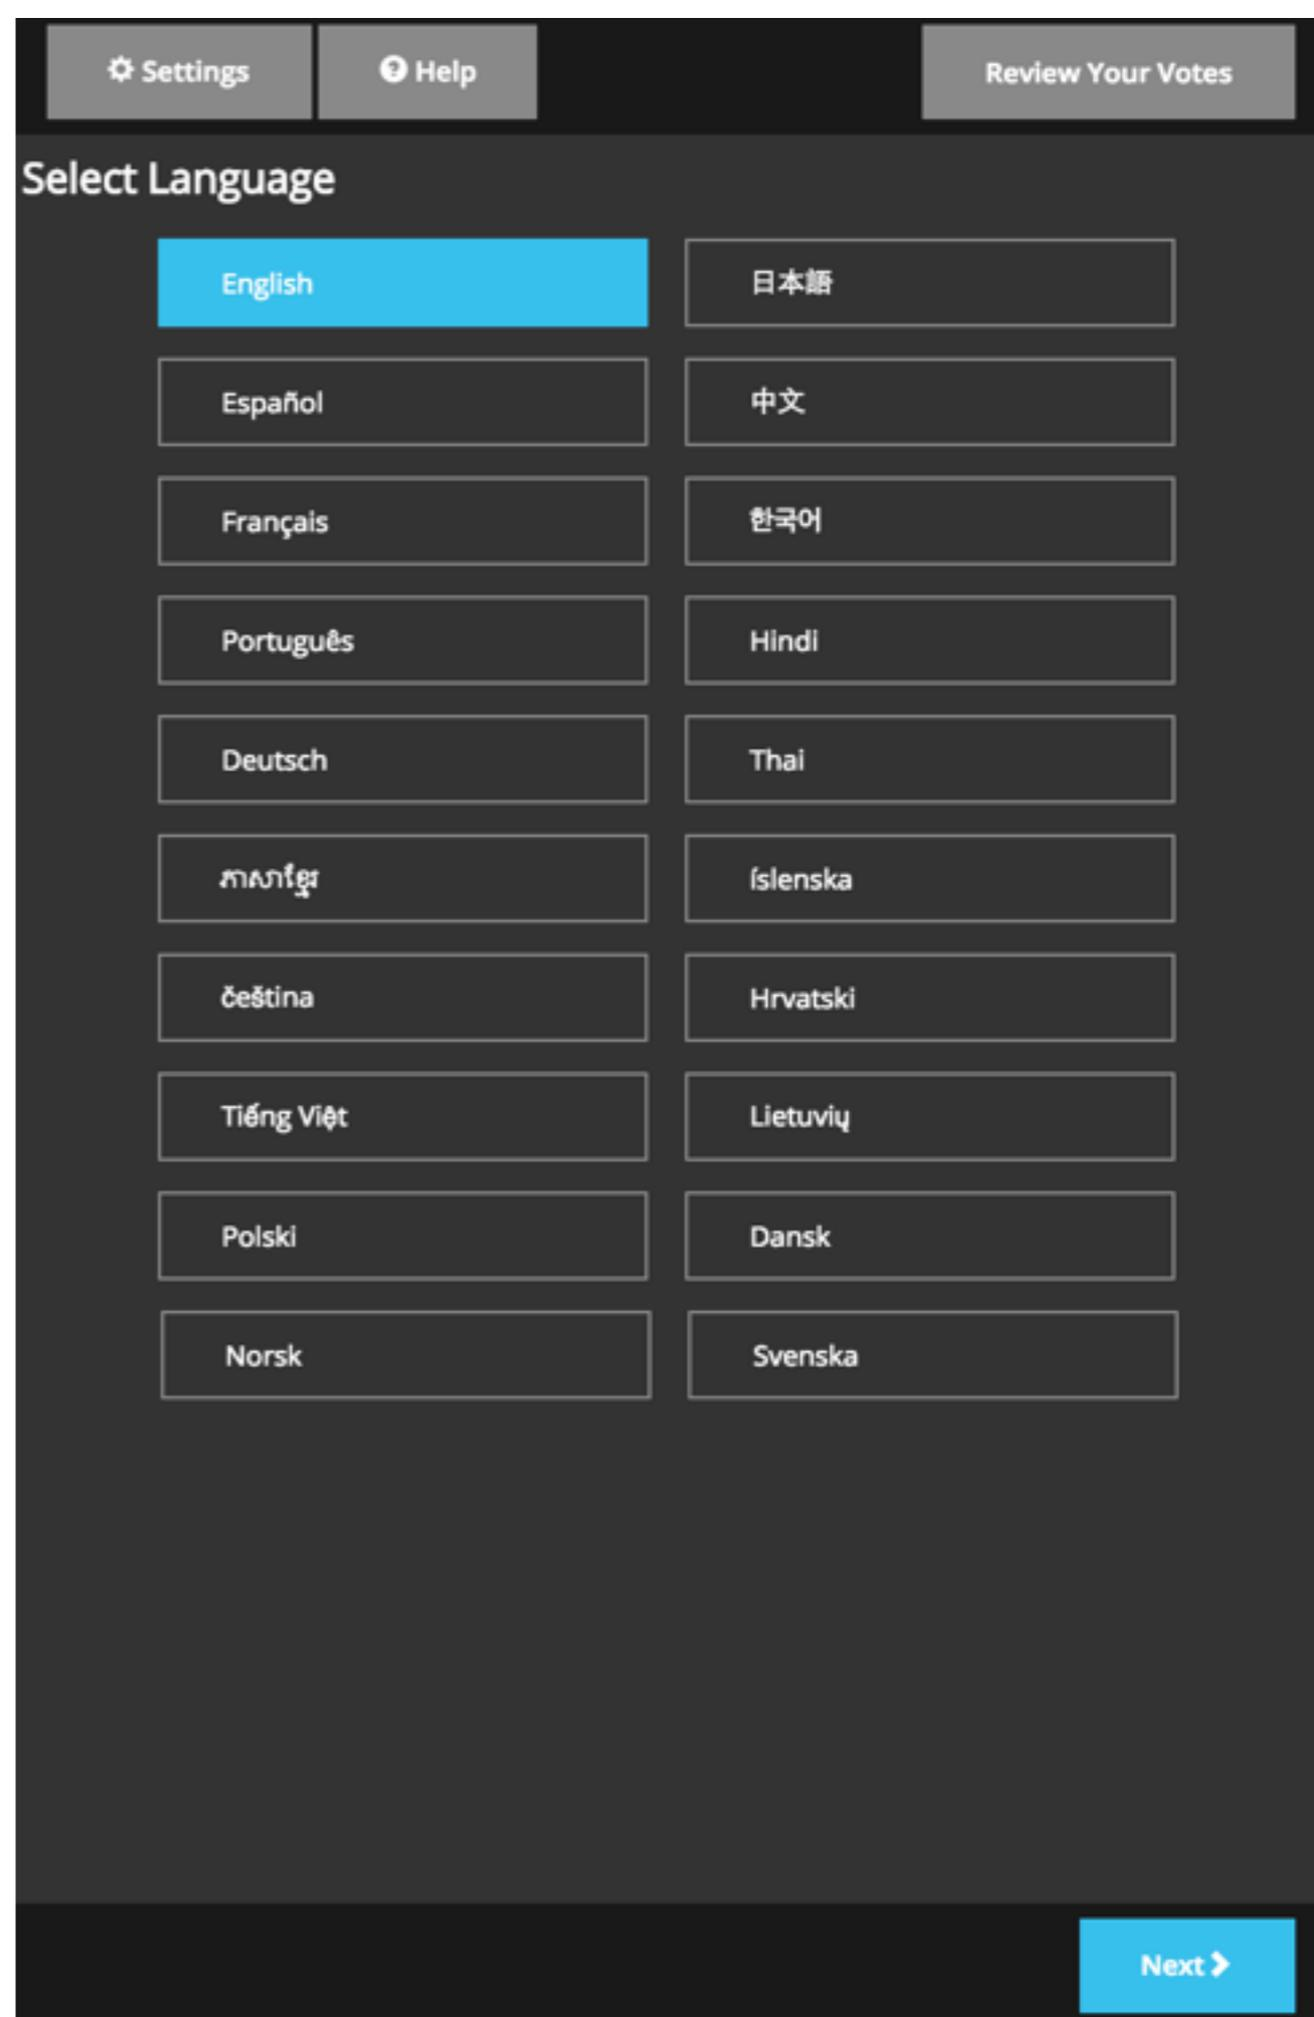 Settings
Help
Review Your Votes
Select Language
English
日本語
Español
中文
Français
한국어
Português
Hindi
Deutsch
Thai
ភាសាខ្មែរ
íslenska
čeština
Hrvatski
Tiếng Việt
Lietuvių
Polski
Dansk
Norsk
Svenska
Next